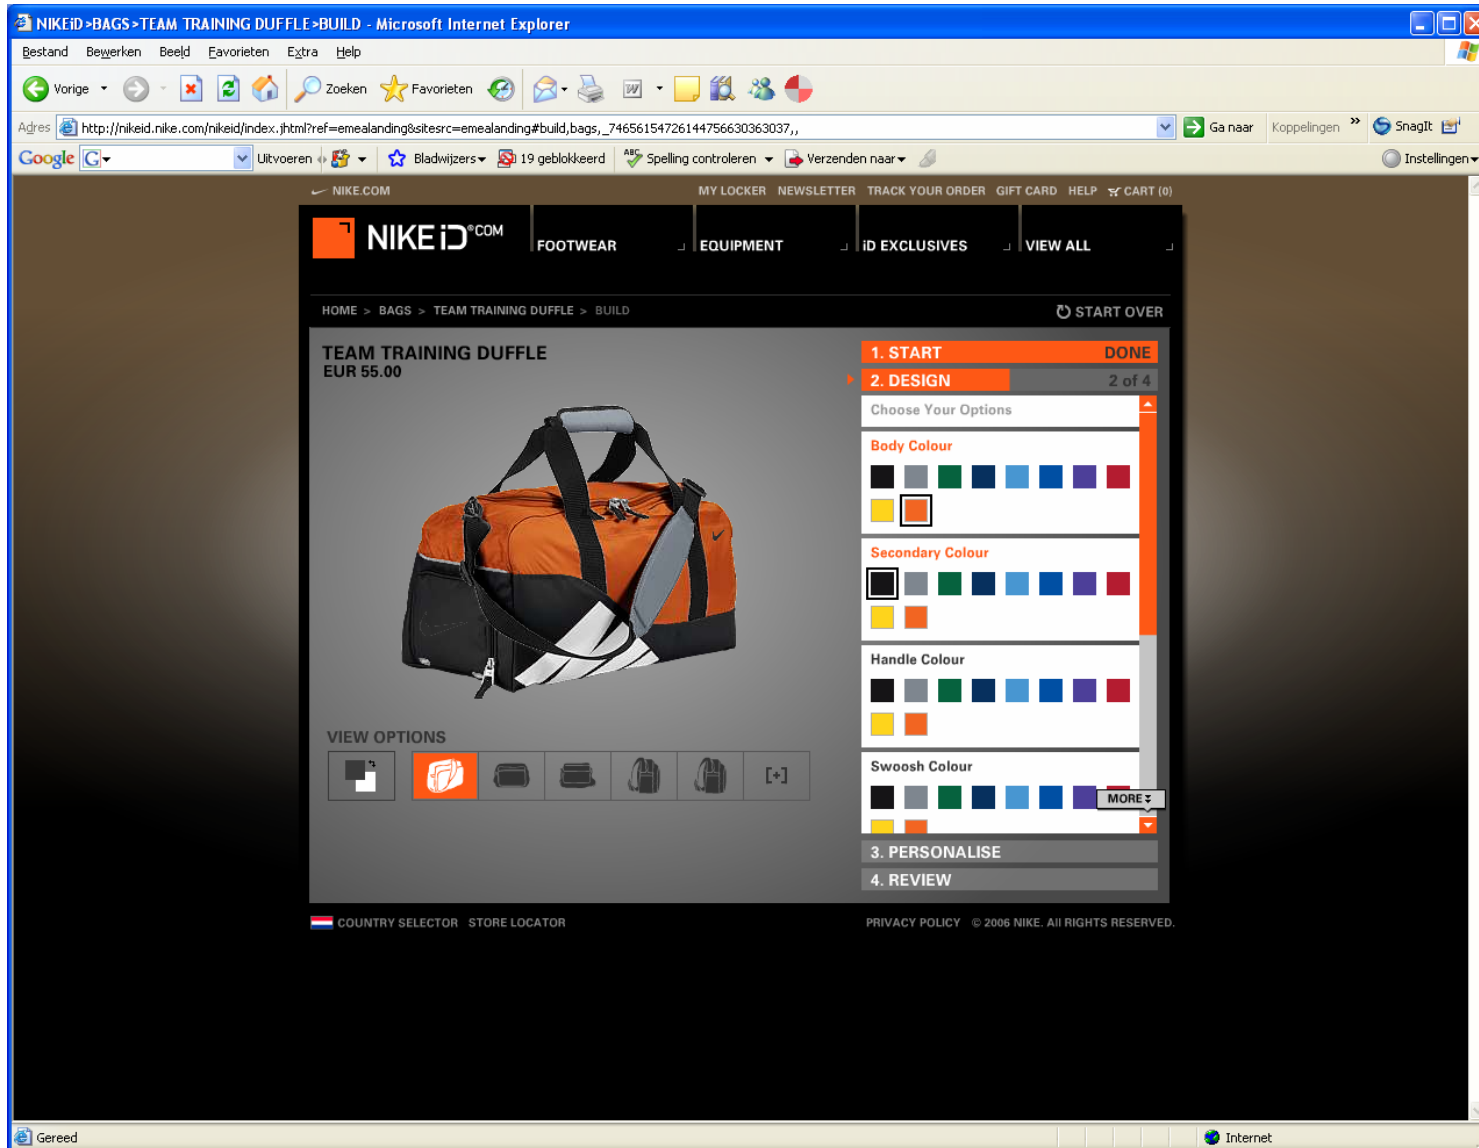 NIKEiD>BAGS>TEAM TRAINING DUFFLE>BUILD - Microsoft Internet Explorer
Bestand Bewerken Beeld Favorieten Extra Help
Vorige Zoeken Favorieten W
Adres http://nikeid.nike.com/nikeid/index.jhtml?ref=emealanding&sitesrc=emealanding#build,bags,_74656154726144756630363037,, Ga naar Koppelingen » SnagIt
Google G Uitvoeren Bladwijzers 19 geblokkeerd ABC Spelling controleren Verzenden naar Instellingen
NIKE.COM MY LOCKER NEWSLETTER TRACK YOUR ORDER GIFT CARD HELP CART (0)
NIKEiD®COM FOOTWEAR EQUIPMENT iD EXCLUSIVES VIEW ALL
HOME > BAGS > TEAM TRAINING DUFFLE > BUILD START OVER
TEAM TRAINING DUFFLE
EUR 55.00
1. START DONE
2. DESIGN 2 of 4
Choose Your Options
Body Colour
Secondary Colour
Handle Colour
Swoosh Colour
MORE
VIEW OPTIONS
[+]
3. PERSONALISE
4. REVIEW
COUNTRY SELECTOR STORE LOCATOR PRIVACY POLICY © 2006 NIKE. All RIGHTS RESERVED.
Gereed Internet